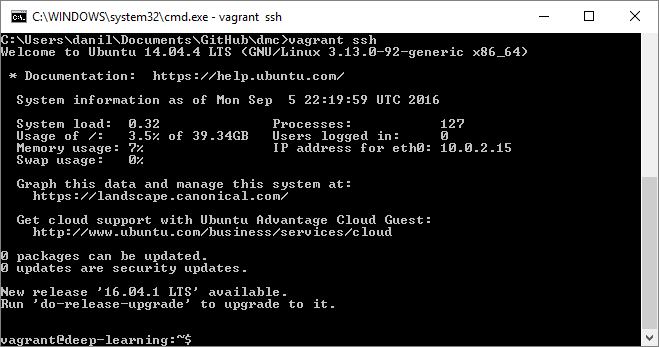 C:\WINDOWS\system32\cmd.exe - vagrant  ssh
C:\Users\danil\Documents\GitHub\dmc>vagrant ssh
Welcome to Ubuntu 14.04.4 LTS (GNU/Linux 3.13.0-92-generic x86_64)
* Documentation:  https://help.ubuntu.com/
System information as of Mon Sep  5 22:19:59 UTC 2016
System load:  0.32              Processes:           127
Usage of /:   3.5% of 39.34GB   Users logged in:     0
Memory usage: 7%                IP address for eth0: 10.0.2.15
Swap usage:   0%
Graph this data and manage this system at:
https://landscape.canonical.com/
Get cloud support with Ubuntu Advantage Cloud Guest:
http://www.ubuntu.com/business/services/cloud
0 packages can be updated.
0 updates are security updates.
New release '16.04.1 LTS' available.
Run 'do-release-upgrade' to upgrade to it.
vagrant@deep-learning:~$